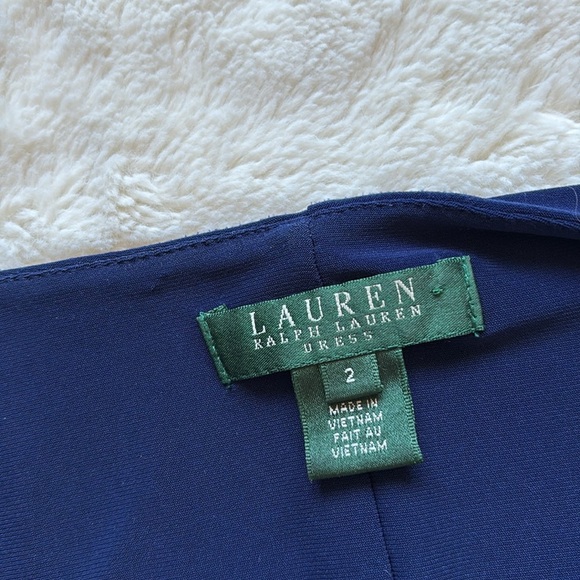 LAUREN
RALPH LAUREN
DRESS
2
MADE IN
VIETNAM
FAIT AU
VIETNAM